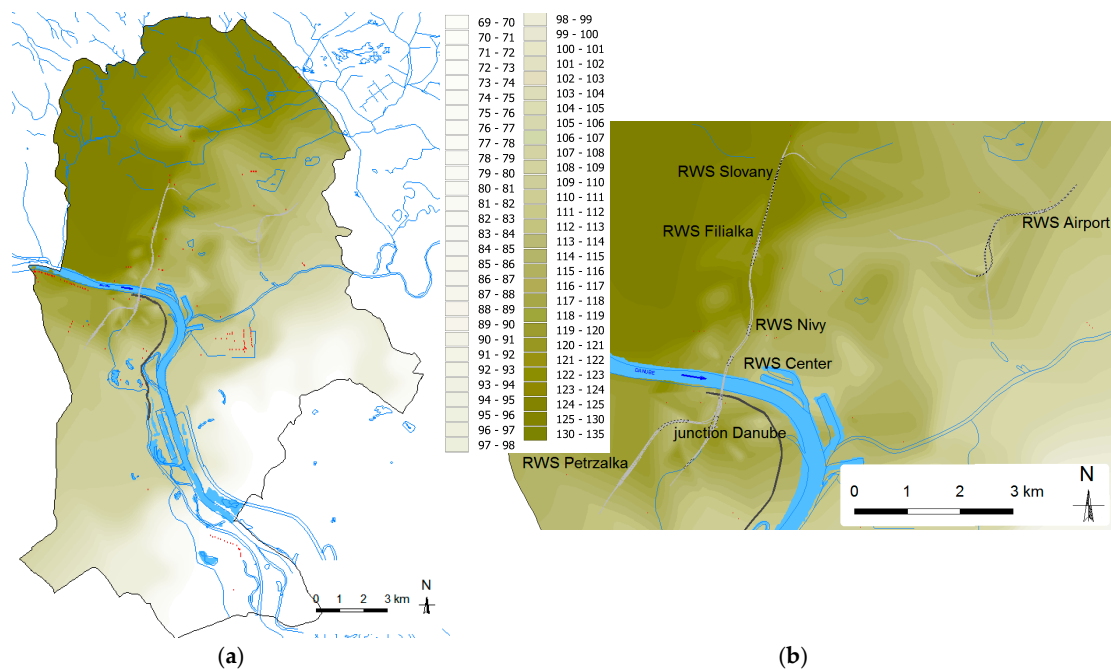 69 - 70
70 - 71
71 - 72
72 - 73
73 - 74
74 - 75
75 - 76
76 - 77
77 - 78
78 - 79
79 - 80
80 - 81
81 - 82
82 - 83
83 - 84
84 - 85
85 - 86
86 - 87
87 - 88
88 - 89
89 - 90
90 - 91
91 - 92
92 - 93
93 - 94
94 - 95
95 - 96
96 - 97
97 - 98
98 - 99
99 - 100
100 - 101
101 - 102
102 - 103
103 - 104
104 - 105
105 - 106
106 - 107
107 - 108
108 - 109
109 - 110
110 - 111
111 - 112
112 - 113
113 - 114
114 - 115
115 - 116
116 - 117
117 - 118
118 - 119
119 - 120
120 - 121
121 - 122
122 - 123
123 - 124
124 - 125
125 - 130
130 - 135
N
0 1 2 3 km
(a)
RWS Slovany
RWS Filialka
RWS Airport
RWS Nivy
RWS Center
DANUBE
junction Danube
RWS Petrzalka
N
0 1 2 3 km
(b)